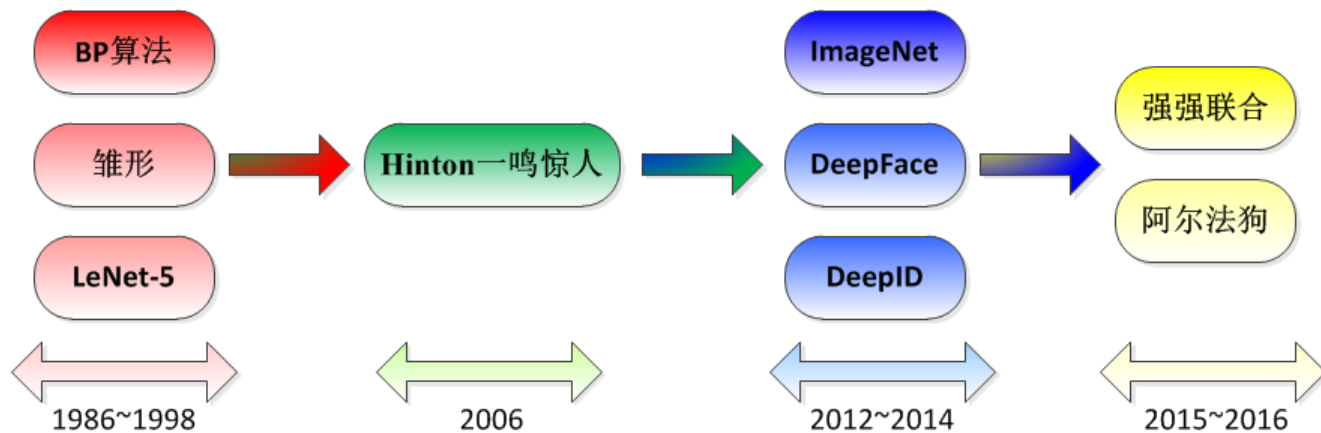 BP算法
雏形
LeNet-5
1986~1998
Hinton一鸣惊人
2006
ImageNet
DeepFace
DeepID
2012~2014
强强联合
阿尔法狗
2015~2016